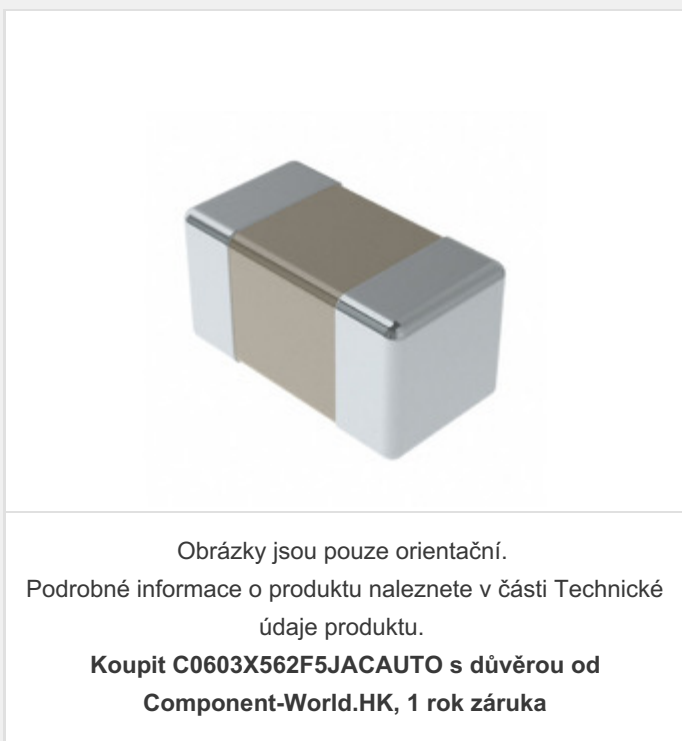 Obrázky jsou pouze orientační.
Podrobné informace o produktu naleznete v části Technické
údaje produktu.
Koupit C0603X562F5JACAUTO s důvěrou od
Component-World.HK, 1 rok záruka